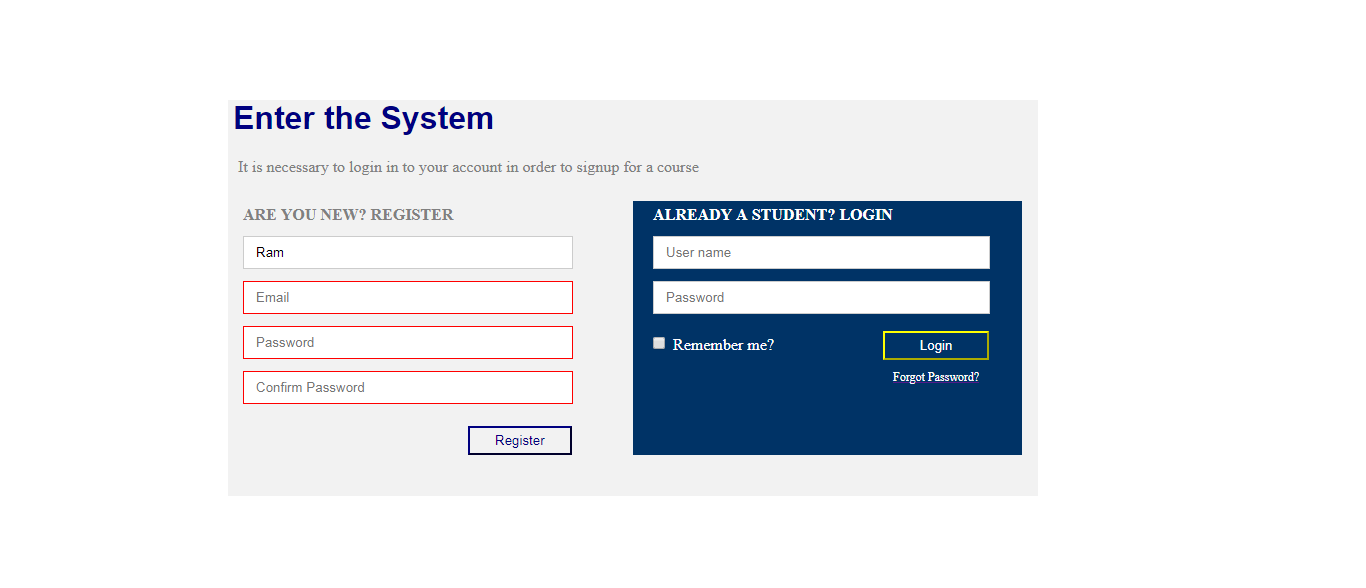 Enter the System
It is necessary to login in to your account in order to signup for a course
ARE YOU NEW? REGISTER
Ram
Email
Password
Confirm Password
Register
ALREADY A STUDENT? LOGIN
User name
Password
Remember me?
Login
Forgot Password?